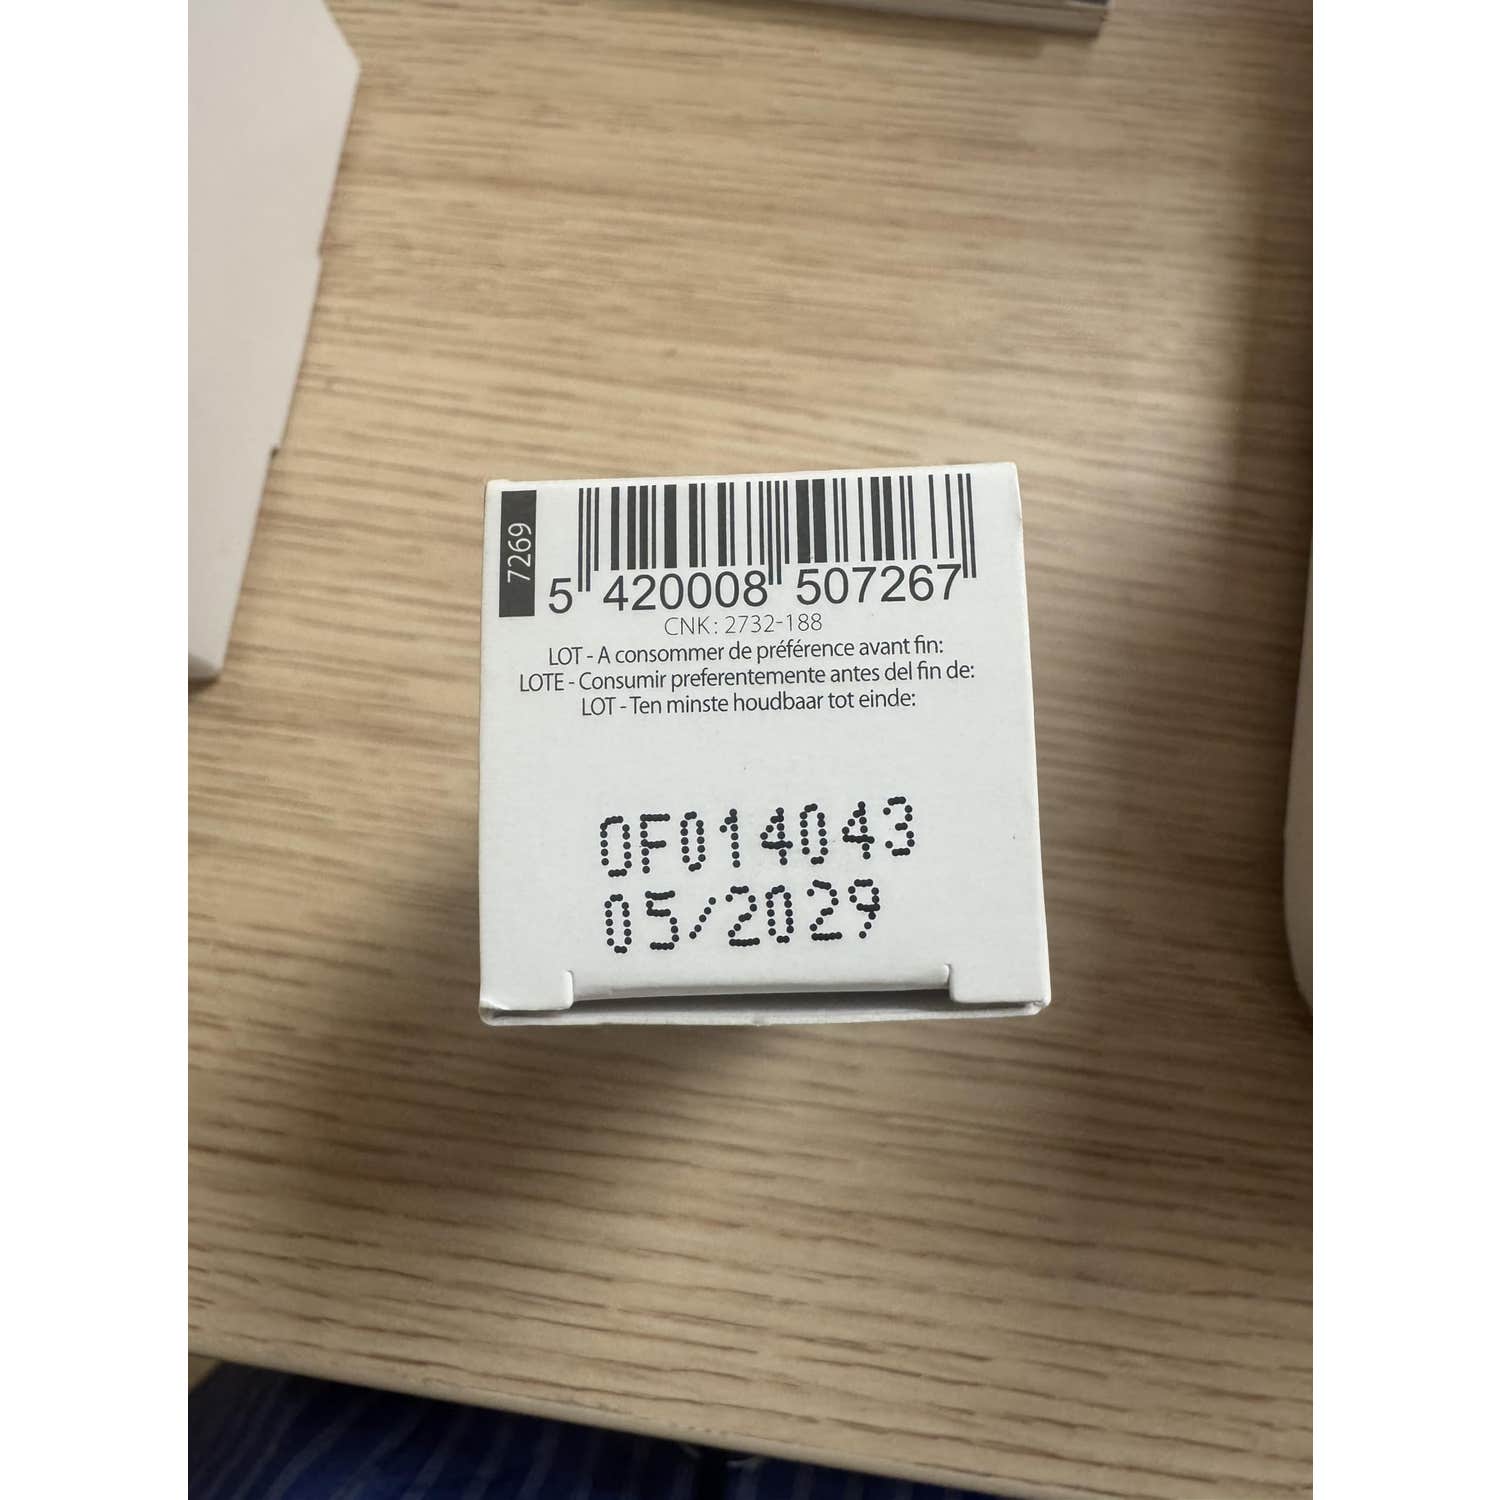 7269
5 420008 507267
CNK: 2732-188
LOT - A consommer de préférence avant fin:
LOTE - Consumir preferentemente antes del fin de:
LOT - Ten minste houdbaar tot einde:
OF014043
05/2029